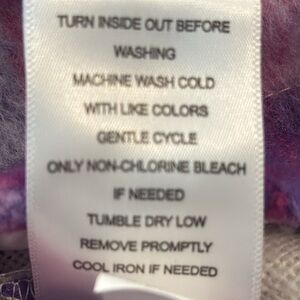 TURN INSIDE OUT BEFORE
WASHING
MACHINE WASH COLD
WITH LIKE COLORS
GENTLE CYCLE
ONLY NON-CHLORINE BLEACH
IF NEEDED
TUMBLE DRY LOW
REMOVE PROMPTLY
COOL IRON IF NEEDED